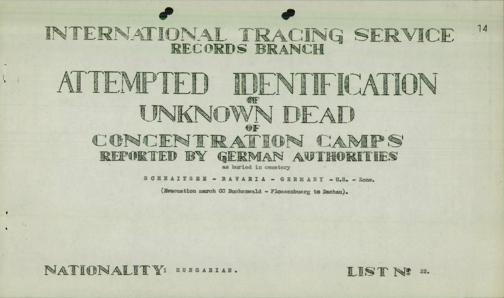 14
INTERNATIONAL TRACING SERVICE
RECORDS BRANCH
ATTEMPTED IDENTIFICATION
OF
UNKNOWN DEAD
OF
CONCENTRATION CAMPS
REPORTED BY GERMAN AUTHORITIES
as buried in cemetery
SCHNAITSEE - BAVARIA - GERMANY - U.S. - Zone.
(Evacuation march CC Buchenwald - Flossenbuerg to Dachau).
NATIONALITY: HUNGARIAN. LIST Nº 22.